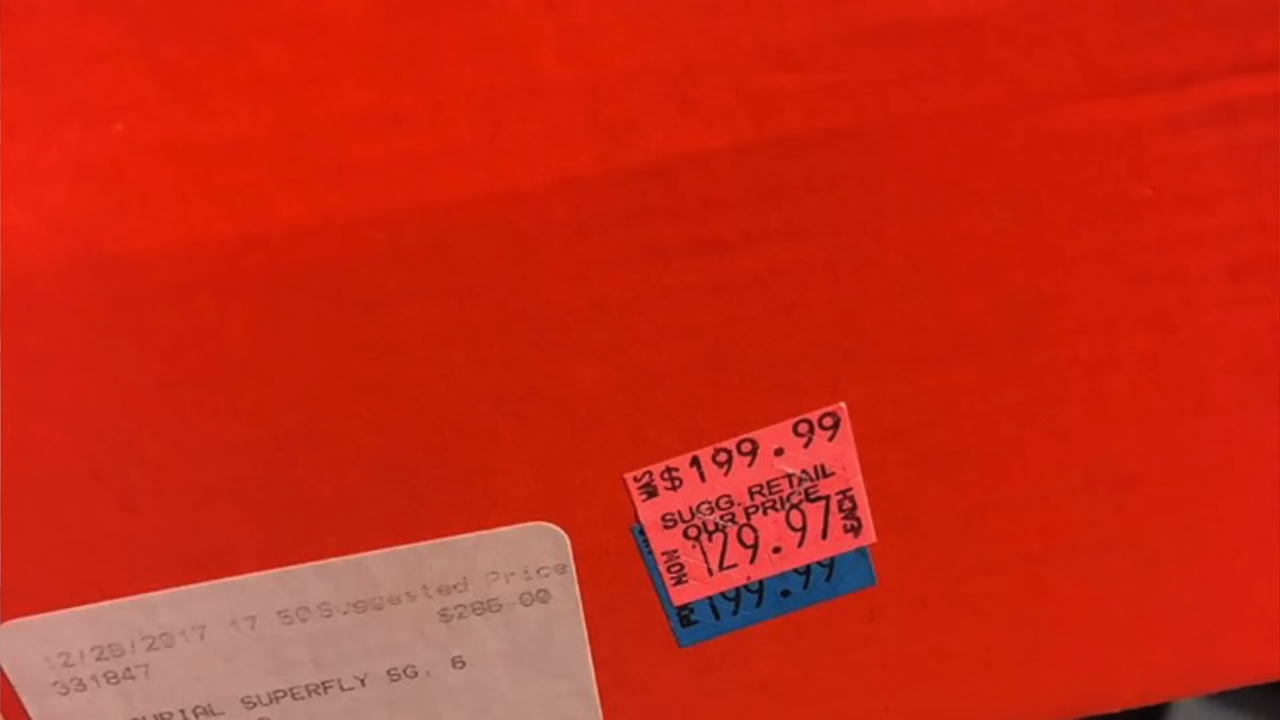 WAS $199.99
SUGG. RETAIL
OUR PRICE
NOW 129.97 EACH
199.99
12/28/2017 17 50 Suggested Price
$285.00
331847
SUPERFLY SG, 6